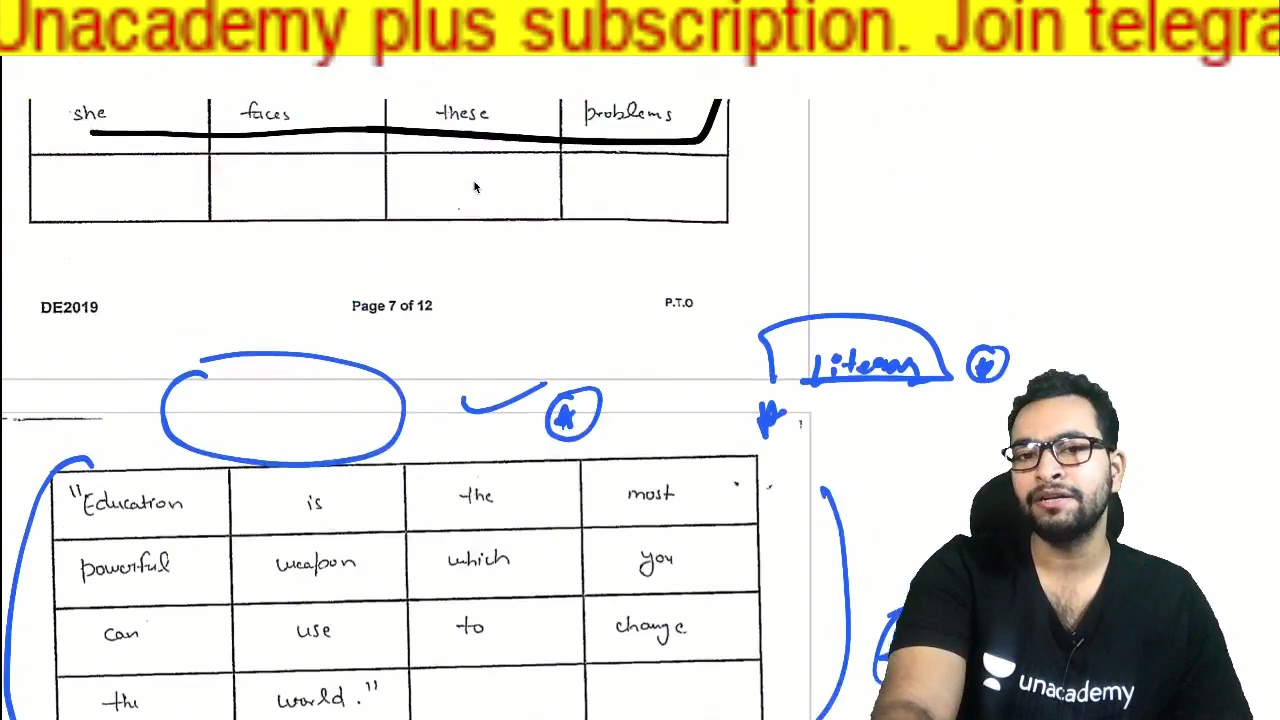 Unacademy plus subscription. Join telegra
she faces these problems
DE2019 Page 7 of 12 P.T.O
"Education is the most
powerful weapon which you
can use to change
the world."
unacademy